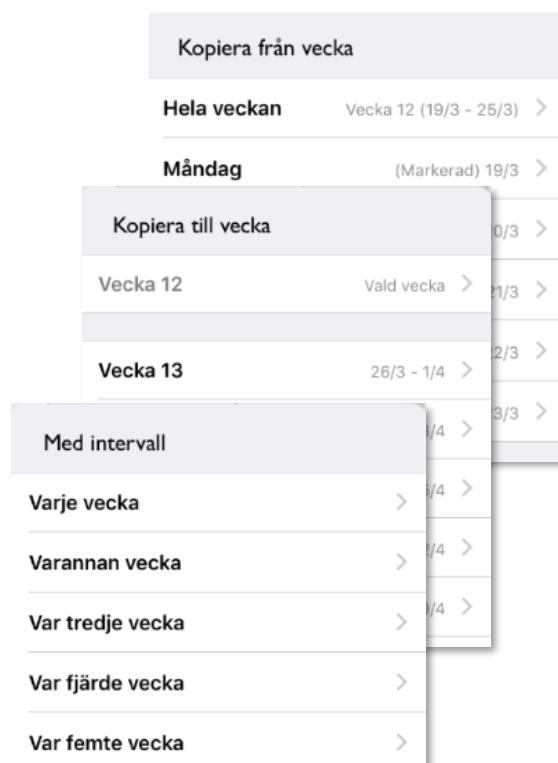 Kopiera från vecka
Hela veckan Vecka 12 (19/3 - 25/3)
Måndag (Markerad) 19/3
Kopiera till vecka
Vecka 12 Vald vecka
Vecka 13 26/3 - 1/4
Med intervall
Varje vecka
Varannan vecka
Var tredje vecka
Var fjärde vecka
Var femte vecka